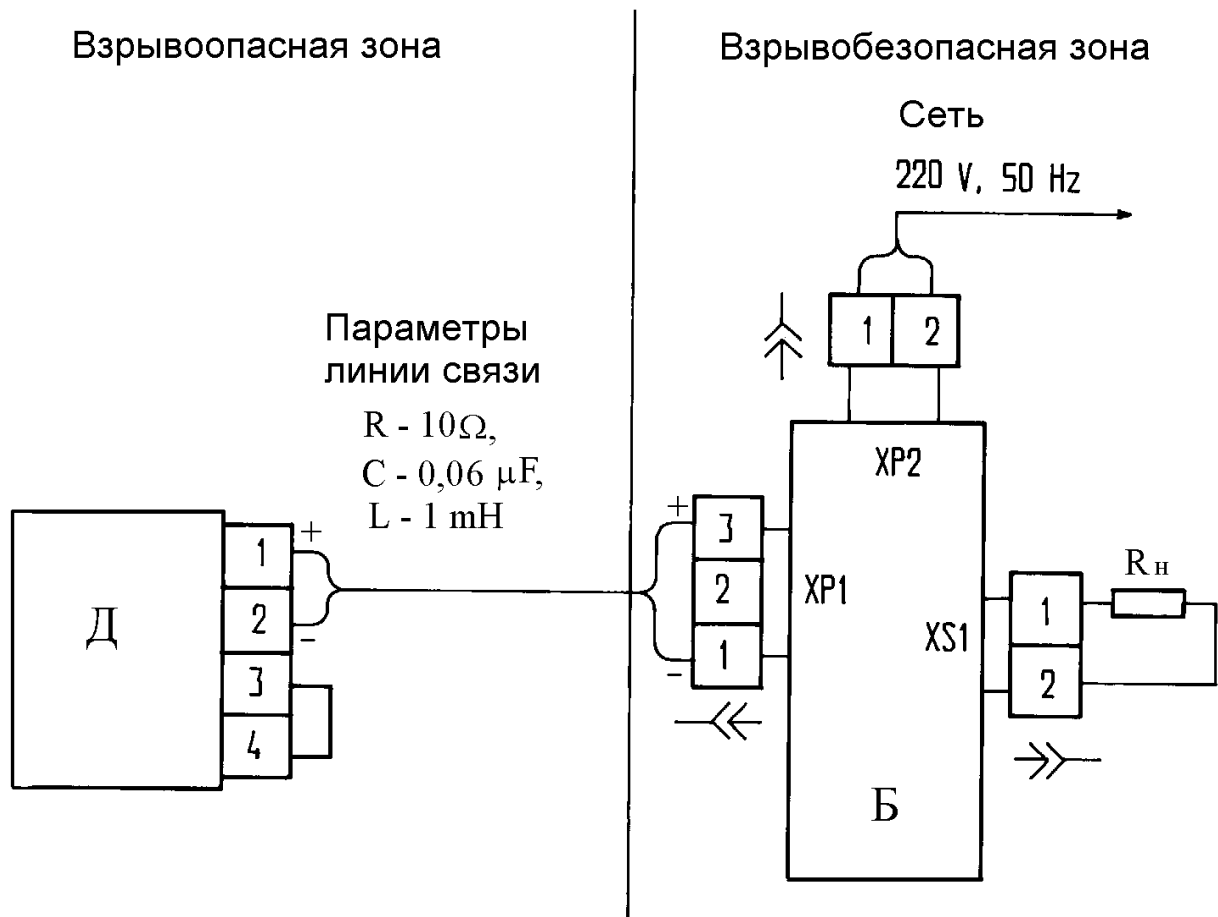 Взрывоопасная зона
Взрывобезопасная зона
Сеть
220 V, 50 Hz
1 2
Параметры
линии связи
R - 10Ω,
C - 0,06 µF,
L - 1 mH
XP2
Д
1
+
2
-
3
4
+
3
2
1
-
XP1
XS1
1
2
Rн
Б